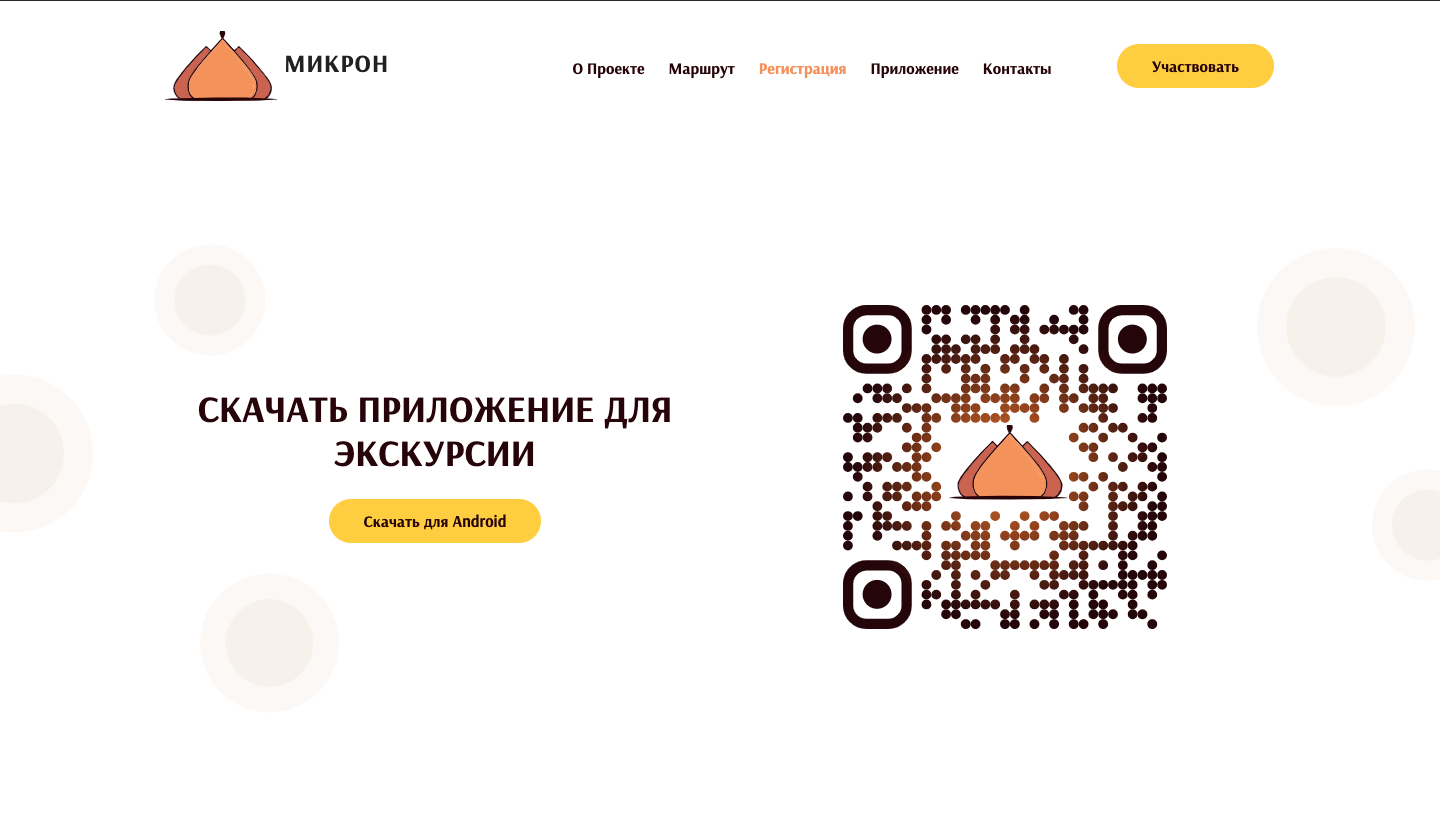 МИКРОН
О Проекте
Маршрут
Регистрация
Приложение
Контакты
Участвовать
СКАЧАТЬ ПРИЛОЖЕНИЕ ДЛЯ
ЭКСКУРСИИ
Скачать для Android